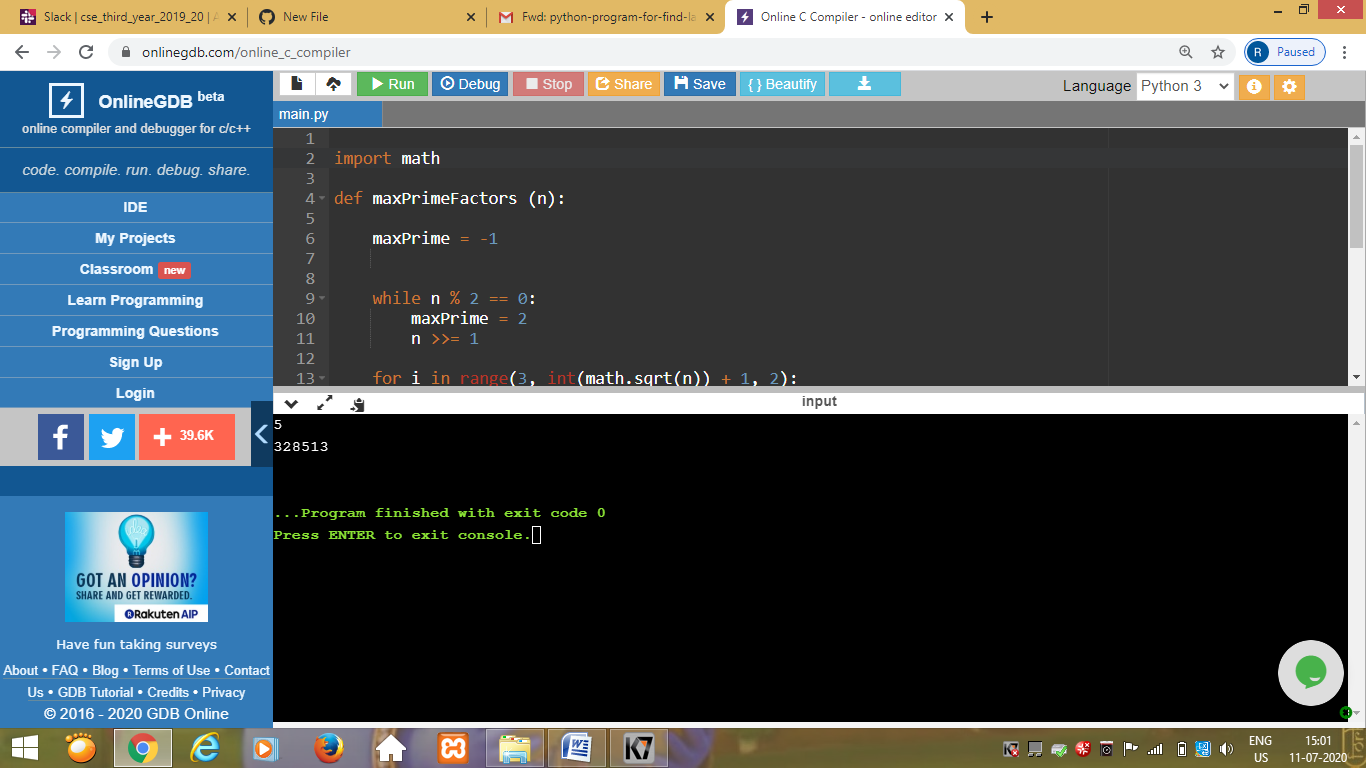 Slack | cse_third_year_2019_20 | A
New File
Fwd: python-program-for-find-la
Online C Compiler - online editor
onlinegdb.com/online_c_compiler
R Paused
OnlineGDB beta
online compiler and debugger for c/c++
code. compile. run. debug. share.
IDE
My Projects
Classroom new
Learn Programming
Programming Questions
Sign Up
Login
39.6K
GOT AN OPINION?
SHARE AND GET REWARDED.
Rakuten AIP
Have fun taking surveys
About • FAQ • Blog • Terms of Use • Contact
Us • GDB Tutorial • Credits • Privacy
© 2016 - 2020 GDB Online
Run Debug Stop Share Save { } Beautify
Language Python 3
main.py
1
2 import math
3
4 def maxPrimeFactors (n):
5
6     maxPrime = -1
7
8
9     while n % 2 == 0:
10         maxPrime = 2
11         n >>= 1
12
13     for i in range(3, int(math.sqrt(n)) + 1, 2):
input
5
328513
...Program finished with exit code 0
Press ENTER to exit console.
ENG
US
15:01
11-07-2020